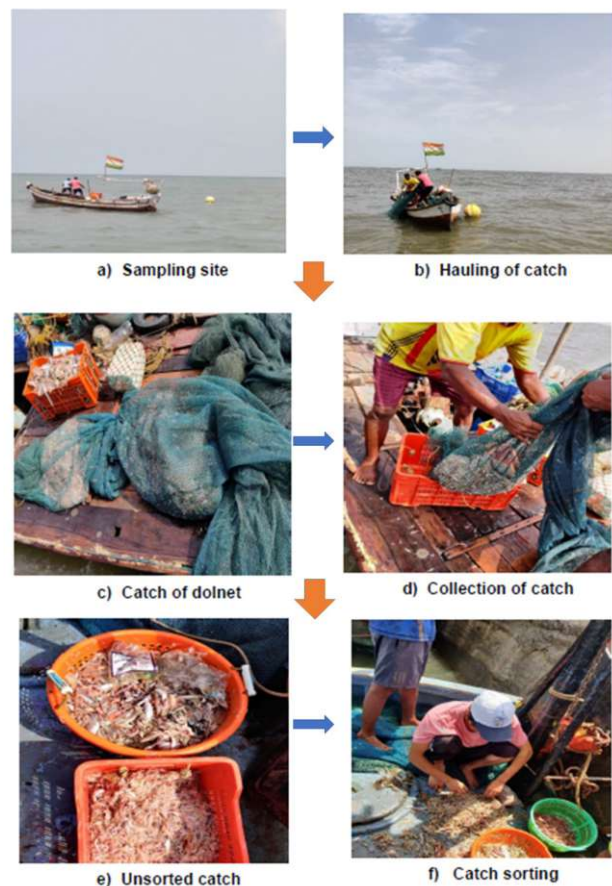 a) Sampling site
b) Hauling of catch
c) Catch of dolnet
d) Collection of catch
e) Unsorted catch
f) Catch sorting